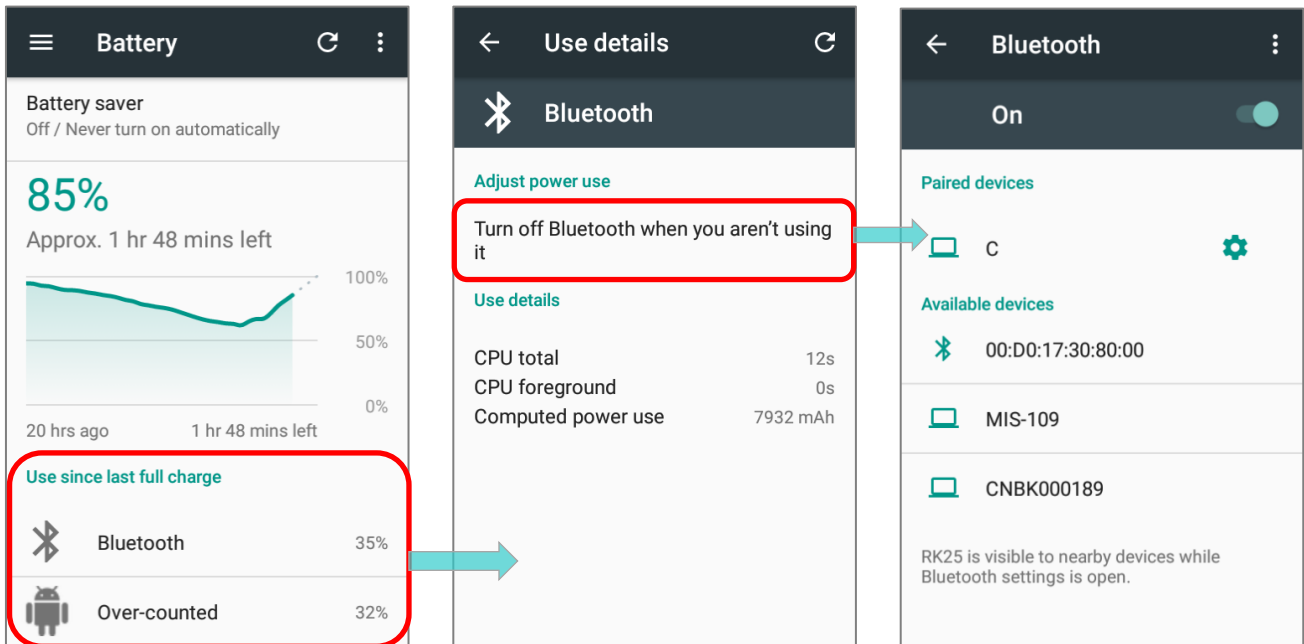 Battery
Battery saver
Off / Never turn on automatically
85%
Approx. 1 hr 48 mins left
100%
50%
0%
20 hrs ago 1 hr 48 mins left
Use since last full charge
Bluetooth 35%
Over-counted 32%
Use details
Bluetooth
Adjust power use
Turn off Bluetooth when you aren’t using
it
Use details
CPU total 12s
CPU foreground 0s
Computed power use 7932 mAh
Bluetooth
On
Paired devices
C
Available devices
00:D0:17:30:80:00
MIS-109
CNBK000189
RK25 is visible to nearby devices while
Bluetooth settings is open.